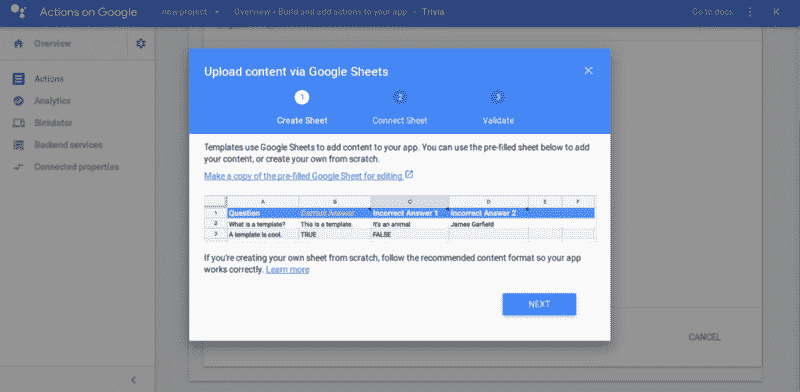 Actions on Google
new project
Overview • Build and add actions to your app • Trivia
Go to docs
K
Overview
Actions
Analytics
Simulator
Backend services
Connected properties
Upload content via Google Sheets
1 2 3
Create Sheet Connect Sheet Validate
Templates use Google Sheets to add content to your app. You can use the pre-filled sheet below to add
your content, or create your own from scratch.
Make a copy of the pre-filled Google Sheet for editing
A B C D E F
1 Question Correct Answer Incorrect Answer 1 Incorrect Answer 2
2 What is a template? This is a template. It's an animal James Garfield
3 A template is cool. TRUE FALSE
If you're creating your own sheet from scratch, follow the recommended content format so your app
works correctly. Learn more
NEXT
CANCEL